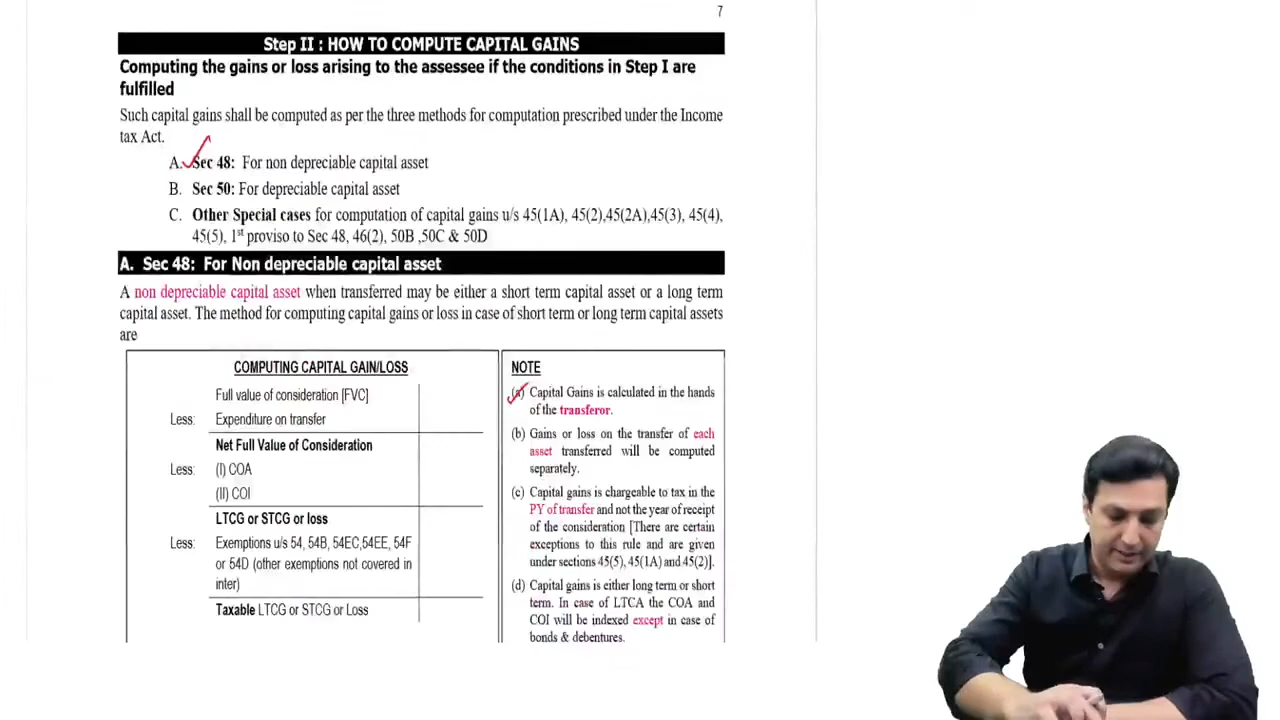 7
Step II : HOW TO COMPUTE CAPITAL GAINS
Computing the gains or loss arising to the assessee if the conditions in Step I are
fulfilled
Such capital gains shall be computed as per the three methods for computation prescribed under the Income
tax Act.
A. Sec 48: For non depreciable capital asset
B. Sec 50: For depreciable capital asset
C. Other Special cases for computation of capital gains u/s 45(1A), 45(2),45(2A),45(3), 45(4),
45(5), 1st proviso to Sec 48, 46(2), 50B ,50C & 50D
A. Sec 48: For Non depreciable capital asset
A non depreciable capital asset when transferred may be either a short term capital asset or a long term
capital asset. The method for computing capital gains or loss in case of short term or long term capital assets
are
COMPUTING CAPITAL GAIN/LOSS
Full value of consideration [FVC]
Less: Expenditure on transfer
Net Full Value of Consideration
Less: (I) COA
(II) COI
LTCG or STCG or loss
Less: Exemptions u/s 54, 54B, 54EC,54EE, 54F
or 54D (other exemptions not covered in
inter)
Taxable LTCG or STCG or Loss
NOTE
(a) Capital Gains is calculated in the hands
of the transferor.
(b) Gains or loss on the transfer of each
asset transferred will be computed
separately.
(c) Capital gains is chargeable to tax in the
PY of transfer and not the year of receipt
of the consideration [There are certain
exceptions to this rule and are given
under sections 45(5), 45(1A) and 45(2)].
(d) Capital gains is either long term or short
term. In case of LTCA the COA and
COI will be indexed except in case of
bonds & debentures.